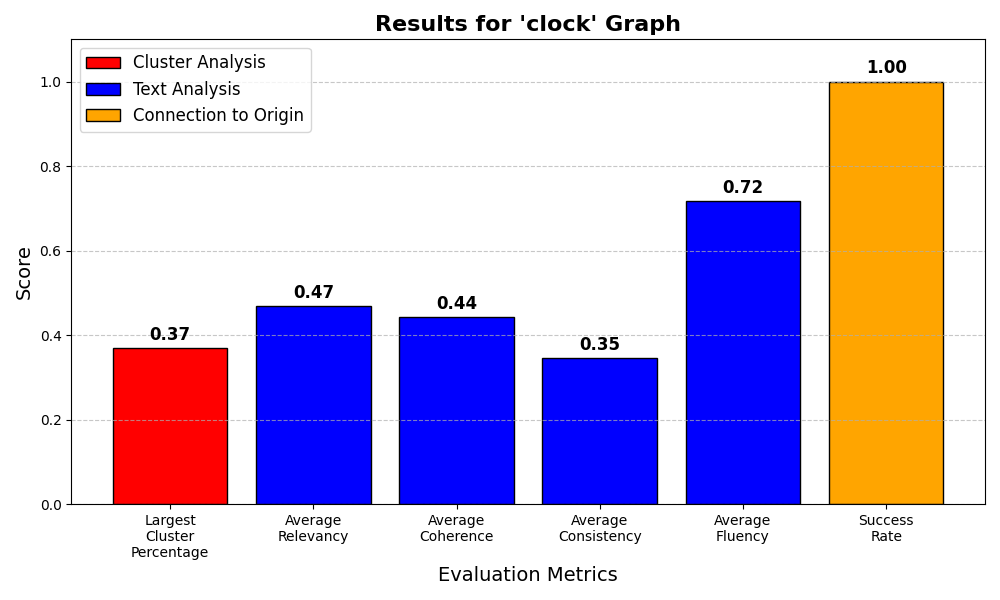 Results for 'clock' Graph
Cluster Analysis
Text Analysis
Connection to Origin
Score
1.0
0.8
0.6
0.4
0.2
0.0
0.37
0.47
0.44
0.35
0.72
1.00
Largest
Cluster
Percentage
Average
Relevancy
Average
Coherence
Average
Consistency
Average
Fluency
Success
Rate
Evaluation Metrics